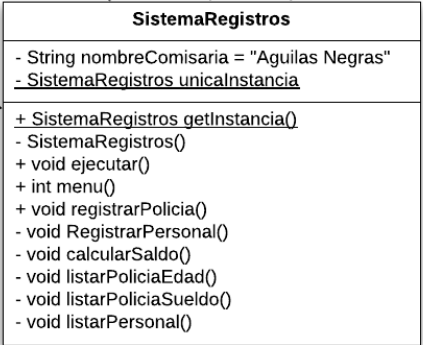 SistemaRegistros
- String nombreComisaria = "Aguilas Negras"
- SistemaRegistros unicaInstancia
+ SistemaRegistros getInstancia()
- SistemaRegistros()
+ void ejecutar()
+ int menu()
+ void registrarPolicia()
- void RegistrarPersonal()
- void calcularSaldo()
- void listarPoliciaEdad()
- void listarPoliciaSueldo()
- void listarPersonal()